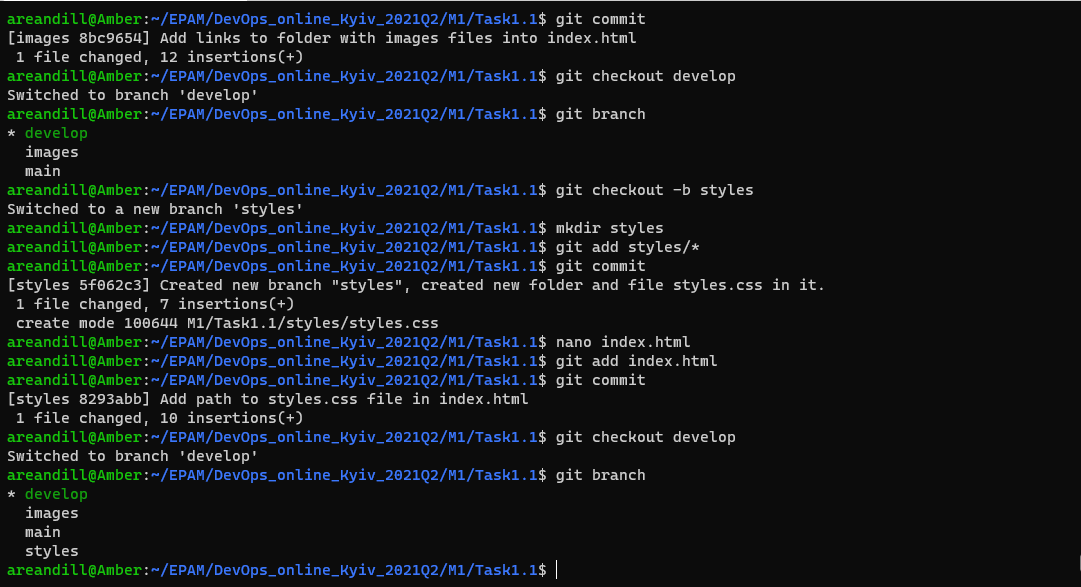 areandill@Amber:~/EPAM/DevOps_online_Kyiv_2021Q2/M1/Task1.1$ git commit
[images 8bc9654] Add links to folder with images files into index.html
 1 file changed, 12 insertions(+)
areandill@Amber:~/EPAM/DevOps_online_Kyiv_2021Q2/M1/Task1.1$ git checkout develop
Switched to branch 'develop'
areandill@Amber:~/EPAM/DevOps_online_Kyiv_2021Q2/M1/Task1.1$ git branch
* develop
  images
  main
areandill@Amber:~/EPAM/DevOps_online_Kyiv_2021Q2/M1/Task1.1$ git checkout -b styles
Switched to a new branch 'styles'
areandill@Amber:~/EPAM/DevOps_online_Kyiv_2021Q2/M1/Task1.1$ mkdir styles
areandill@Amber:~/EPAM/DevOps_online_Kyiv_2021Q2/M1/Task1.1$ git add styles/*
areandill@Amber:~/EPAM/DevOps_online_Kyiv_2021Q2/M1/Task1.1$ git commit
[styles 5f062c3] Created new branch "styles", created new folder and file styles.css in it.
 1 file changed, 7 insertions(+)
 create mode 100644 M1/Task1.1/styles/styles.css
areandill@Amber:~/EPAM/DevOps_online_Kyiv_2021Q2/M1/Task1.1$ nano index.html
areandill@Amber:~/EPAM/DevOps_online_Kyiv_2021Q2/M1/Task1.1$ git add index.html
areandill@Amber:~/EPAM/DevOps_online_Kyiv_2021Q2/M1/Task1.1$ git commit
[styles 8293abb] Add path to styles.css file in index.html
 1 file changed, 10 insertions(+)
areandill@Amber:~/EPAM/DevOps_online_Kyiv_2021Q2/M1/Task1.1$ git checkout develop
Switched to branch 'develop'
areandill@Amber:~/EPAM/DevOps_online_Kyiv_2021Q2/M1/Task1.1$ git branch
* develop
  images
  main
  styles
areandill@Amber:~/EPAM/DevOps_online_Kyiv_2021Q2/M1/Task1.1$